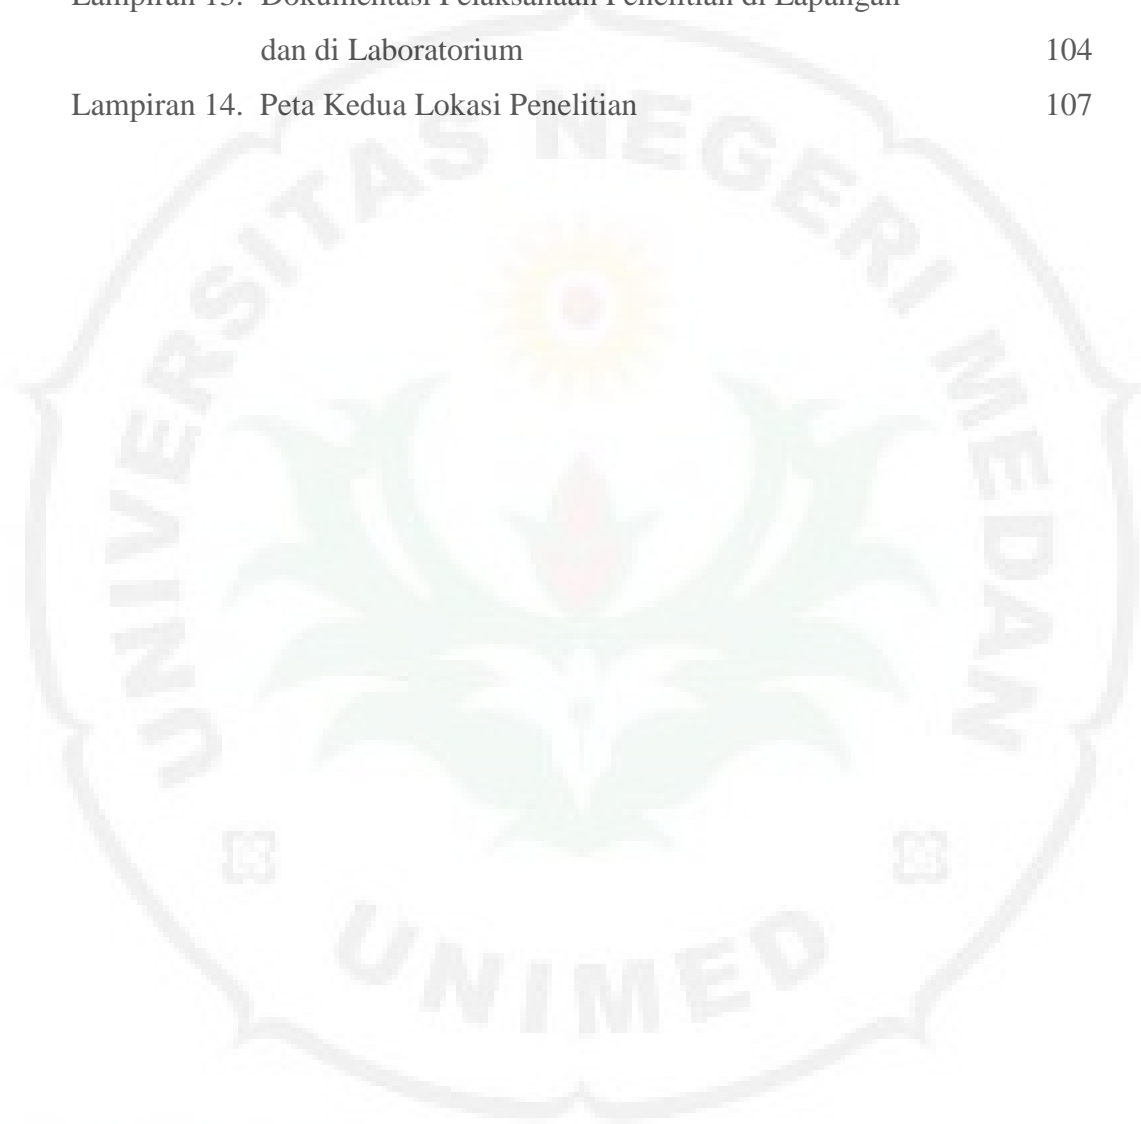 Lampiran 13. Dokumentasi Pelaksanaan Penelitian di Lapangan
dan di Laboratorium 104
Lampiran 14. Peta Kedua Lokasi Penelitian 107
UNIVERSITAS NEGERI MEDAN
UNIMED